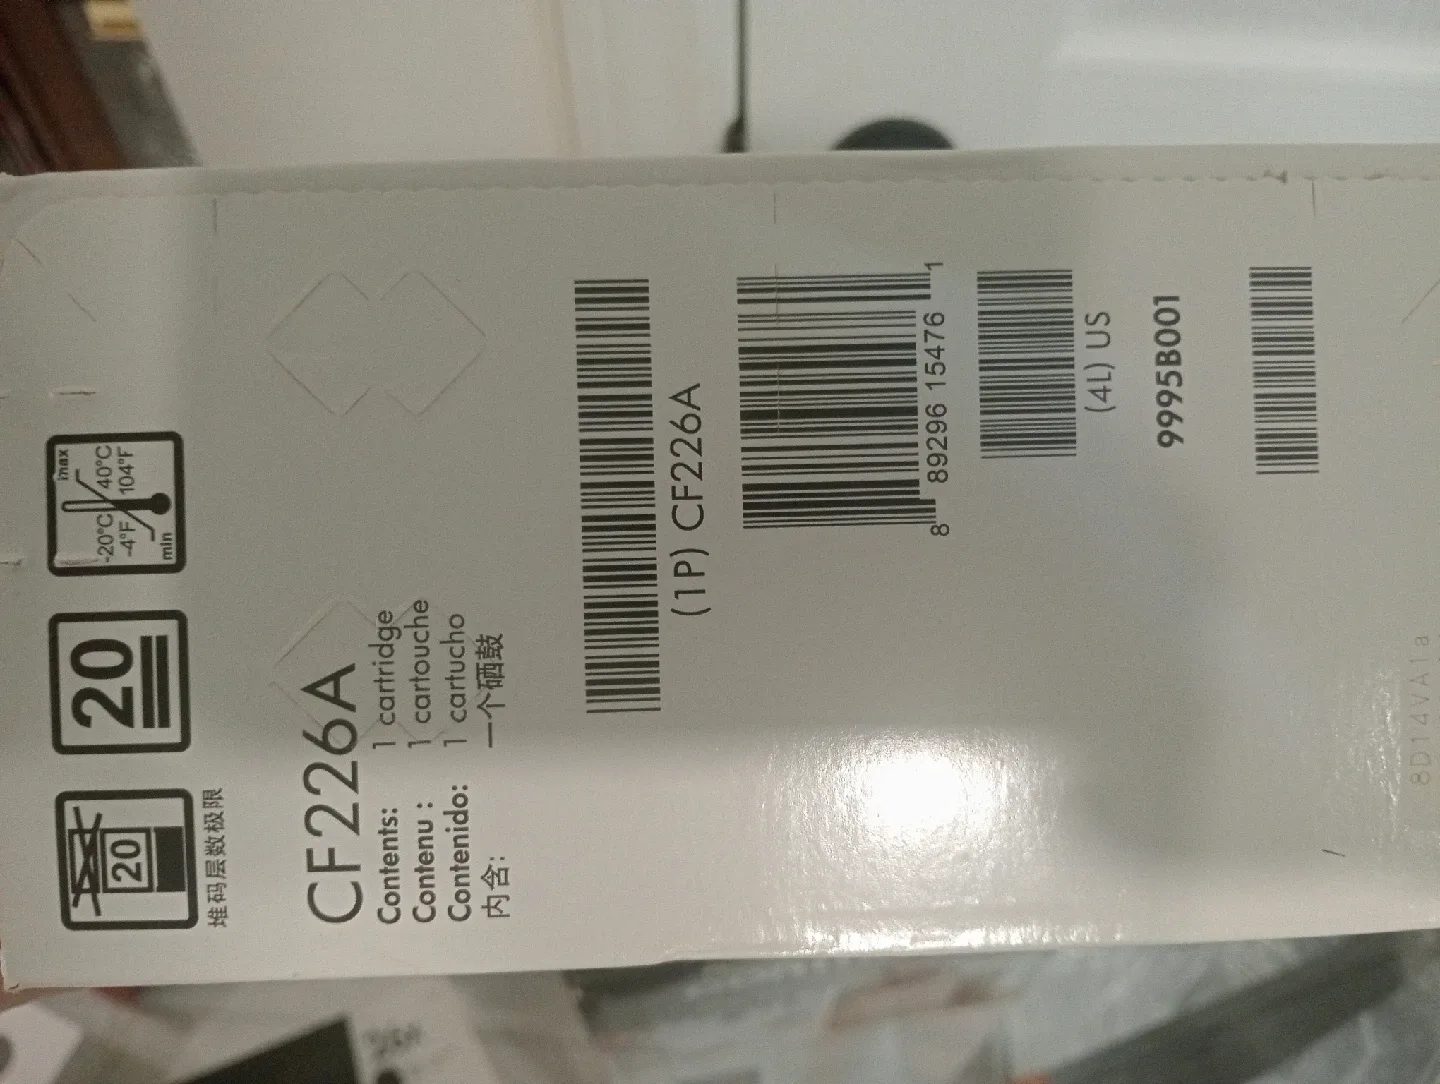 20
堆码层数极限
20
-20°C
-4°F
min
max
40°C
104°F
CF226A
Contents: 1 cartridge
Contenu : 1 cartouche
Contenido: 1 cartucho
内含: 一个硒鼓
(1P) CF226A
8 89296 15476 1
(4L) US
9995B001
8D14VA1a